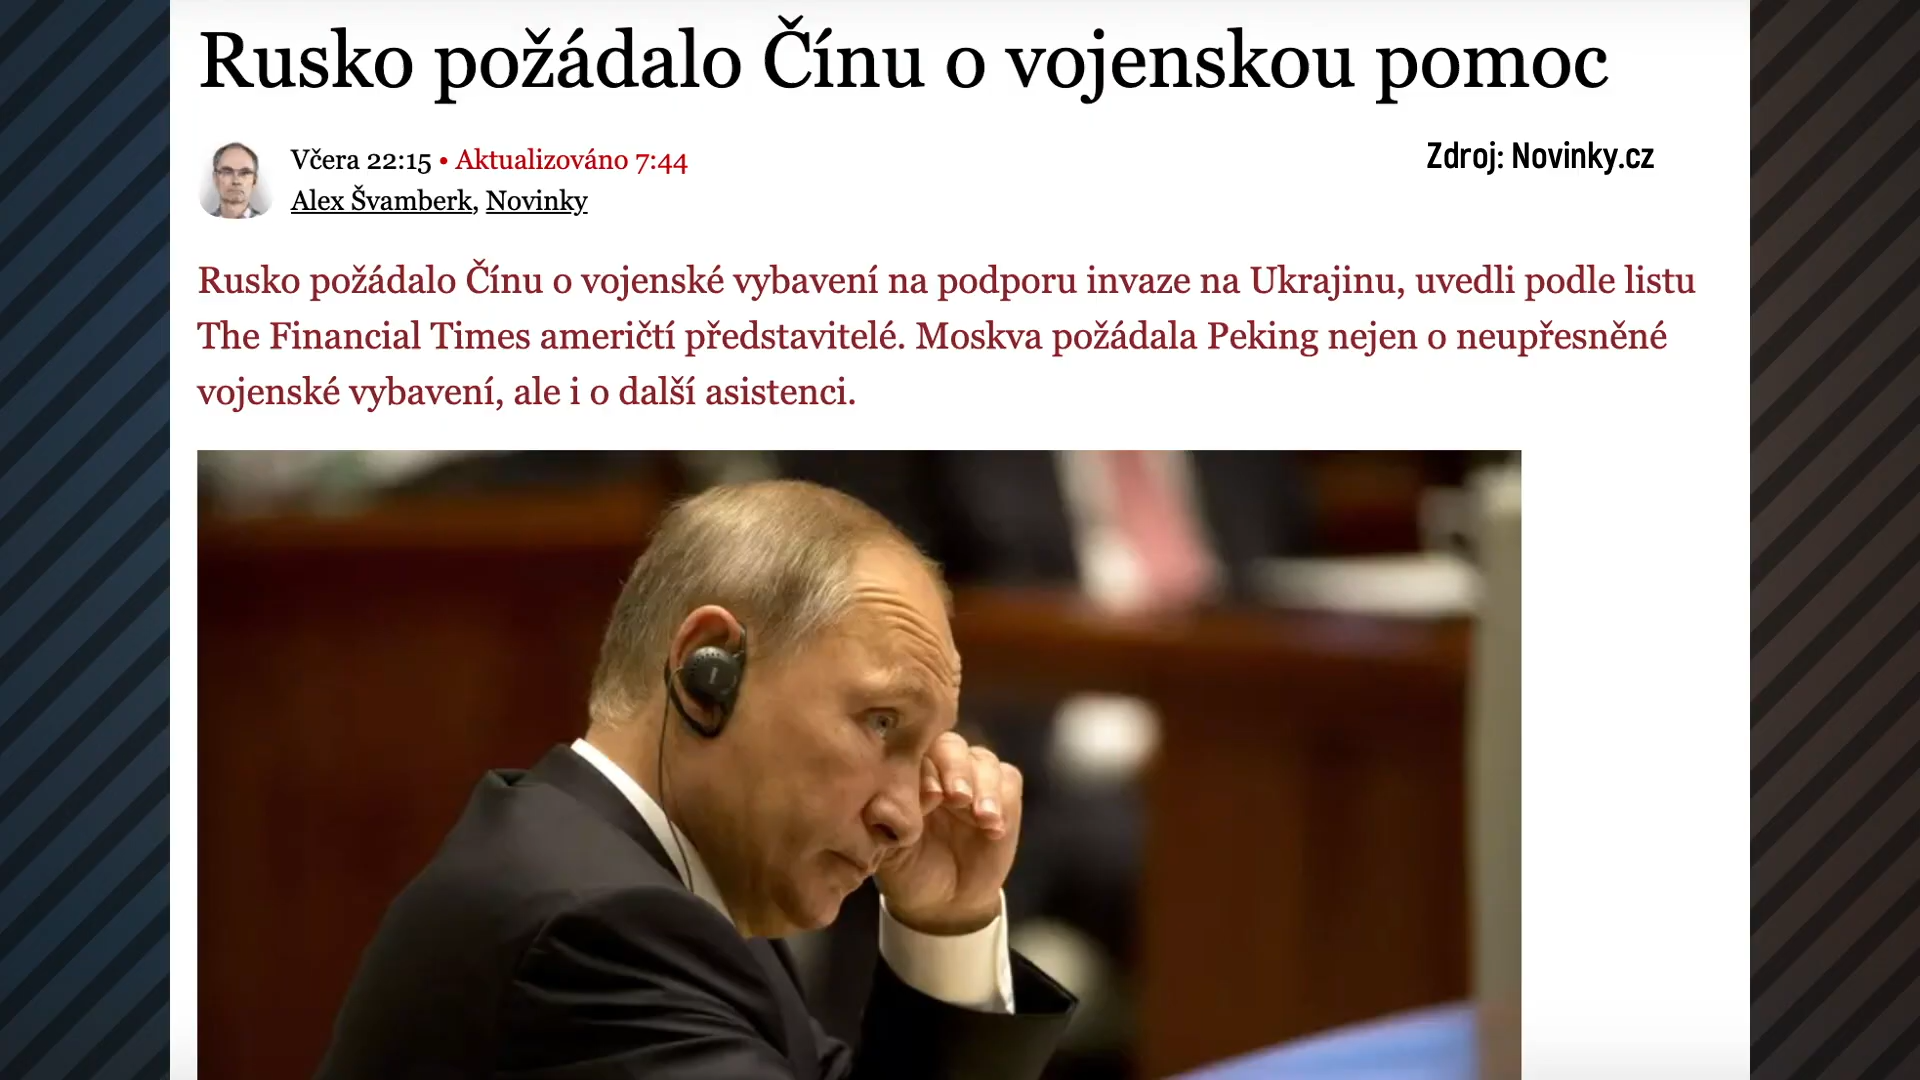 Rusko požádalo Čínu o vojenskou pomoc
Včera 22:15 • Aktualizováno 7:44
Zdroj: Novinky.cz
Alex Švamberk, Novinky
Rusko požádalo Čínu o vojenské vybavení na podporu invaze na Ukrajinu, uvedli podle listu
The Financial Times američtí představitelé. Moskva požádala Peking nejen o neupřesněné
vojenské vybavení, ale i o další asistenci.